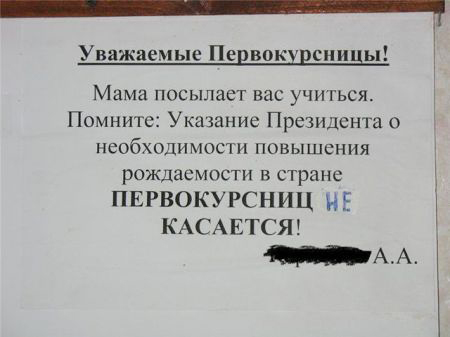 Уважаемые Первокурсницы!
Мама посылает вас учиться.
Помните: Указание Президента о
необходимости повышения
рождаемости в стране
ПЕРВОКУРСНИЦ НЕ
КАСАЕТСЯ!
А.А.